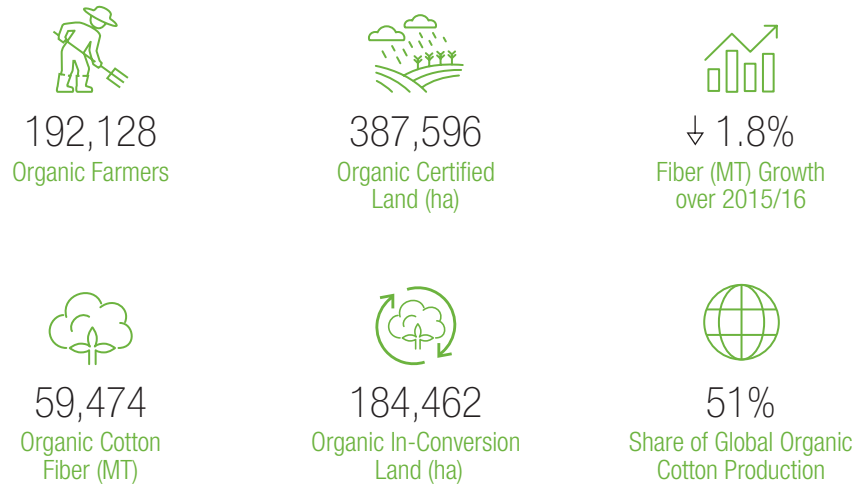 192,128
Organic Farmers
387,596
Organic Certified
Land (ha)
↓ 1.8%
Fiber (MT) Growth
over 2015/16
59,474
Organic Cotton
Fiber (MT)
184,462
Organic In-Conversion
Land (ha)
51%
Share of Global Organic
Cotton Production